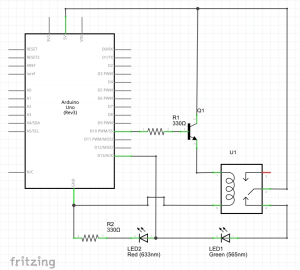 RESET
RESET2
AREF
ioref
A0
A1
A2
A3
A4/SDA
A5/SCL
N/C
Arduino
Uno
(Rev3)
D0/RX
D1/TX
D2
D3 PWM
D4
D5 PWM
D6 PWM
D7
D8
D9 PWM
D10 PWM/SS
D11 PWM/MOSI
D12/MISO
D13/SCK
GND
R1
330Ω
Q1
U1
R2
330Ω
LED2
Red (633nm)
LED1
Green (565nm)
fritzing